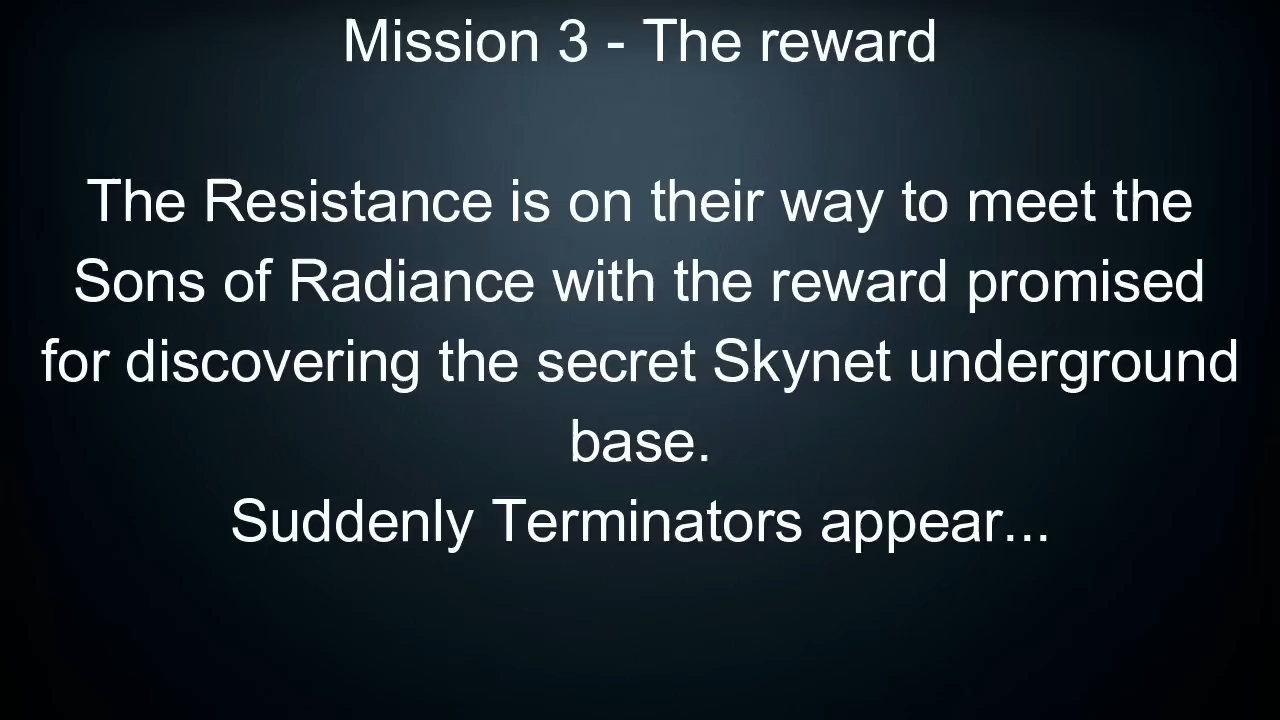 Mission 3 - The reward
The Resistance is on their way to meet the
Sons of Radiance with the reward promised
for discovering the secret Skynet underground
base.
Suddenly Terminators appear...